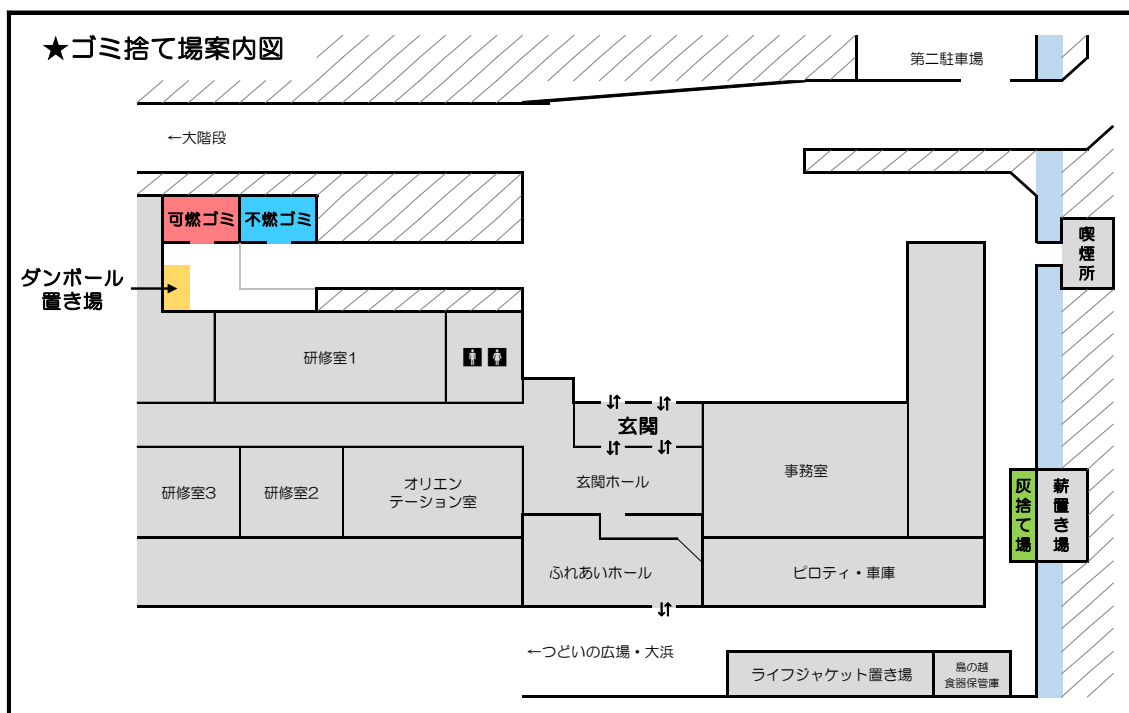 ★ゴミ捨て場案内図
第二駐車場
←大階段
可燃ゴミ
不燃ゴミ
喫煙所
ダンボール
置き場
研修室1
玄関
研修室3
研修室2
オリエン
テーション室
玄関ホール
事務室
灰捨て場
薪置き場
ふれあいホール
ピロティ・車庫
←つどいの広場・大浜
ライフジャケット置き場
島の越
食器保管庫